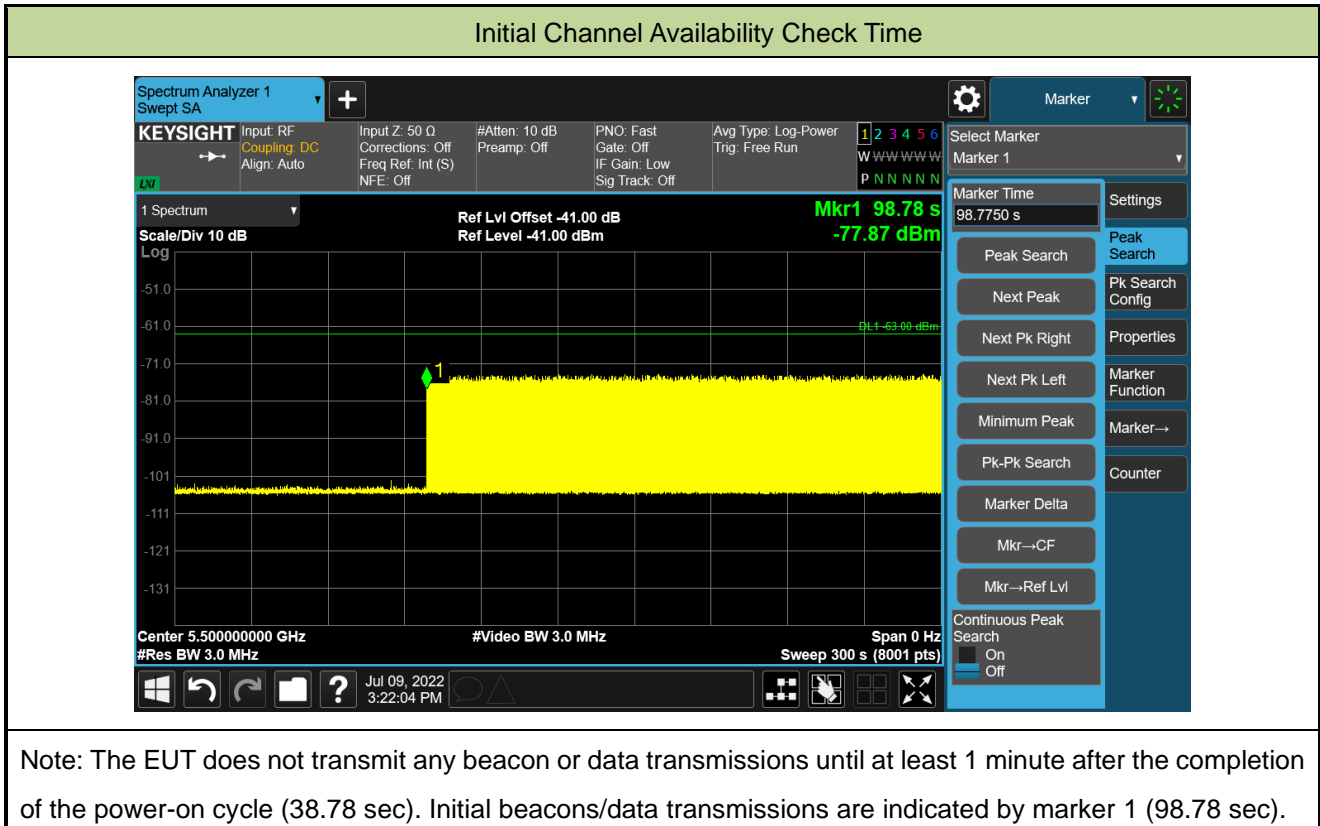 Initial Channel Availability Check Time
Spectrum Analyzer 1
Swept SA
Marker
KEYSIGHT
LXI
Input: RF
Coupling: DC
Align: Auto
Input Z: 50 Ω
Corrections: Off
Freq Ref: Int (S)
NFE: Off
#Atten: 10 dB
Preamp: Off
PNO: Fast
Gate: Off
IF Gain: Low
Sig Track: Off
Avg Type: Log-Power
Trig: Free Run
1 2 3 4 5 6
W W W W W W
P N N N N N
Select Marker
Marker 1
1 Spectrum
Scale/Div 10 dB
Ref Lvl Offset -41.00 dB
Ref Level -41.00 dBm
Mkr1 98.78 s
-77.87 dBm
Log
-51.0
-61.0
-71.0
-81.0
-91.0
-101
-111
-121
-131
DL1 -63.00 dBm
1
Center 5.500000000 GHz
#Res BW 3.0 MHz
#Video BW 3.0 MHz
Span 0 Hz
Sweep 300 s (8001 pts)
Marker Time
98.7750 s
Peak Search
Next Peak
Next Pk Right
Next Pk Left
Minimum Peak
Pk-Pk Search
Marker Delta
Mkr→CF
Mkr→Ref Lvl
Continuous Peak
Search
On
Off
Settings
Peak
Search
Pk Search
Config
Properties
Marker
Function
Marker→
Counter
?
Jul 09, 2022
3:22:04 PM
Note: The EUT does not transmit any beacon or data transmissions until at least 1 minute after the completion
of the power-on cycle (38.78 sec). Initial beacons/data transmissions are indicated by marker 1 (98.78 sec).